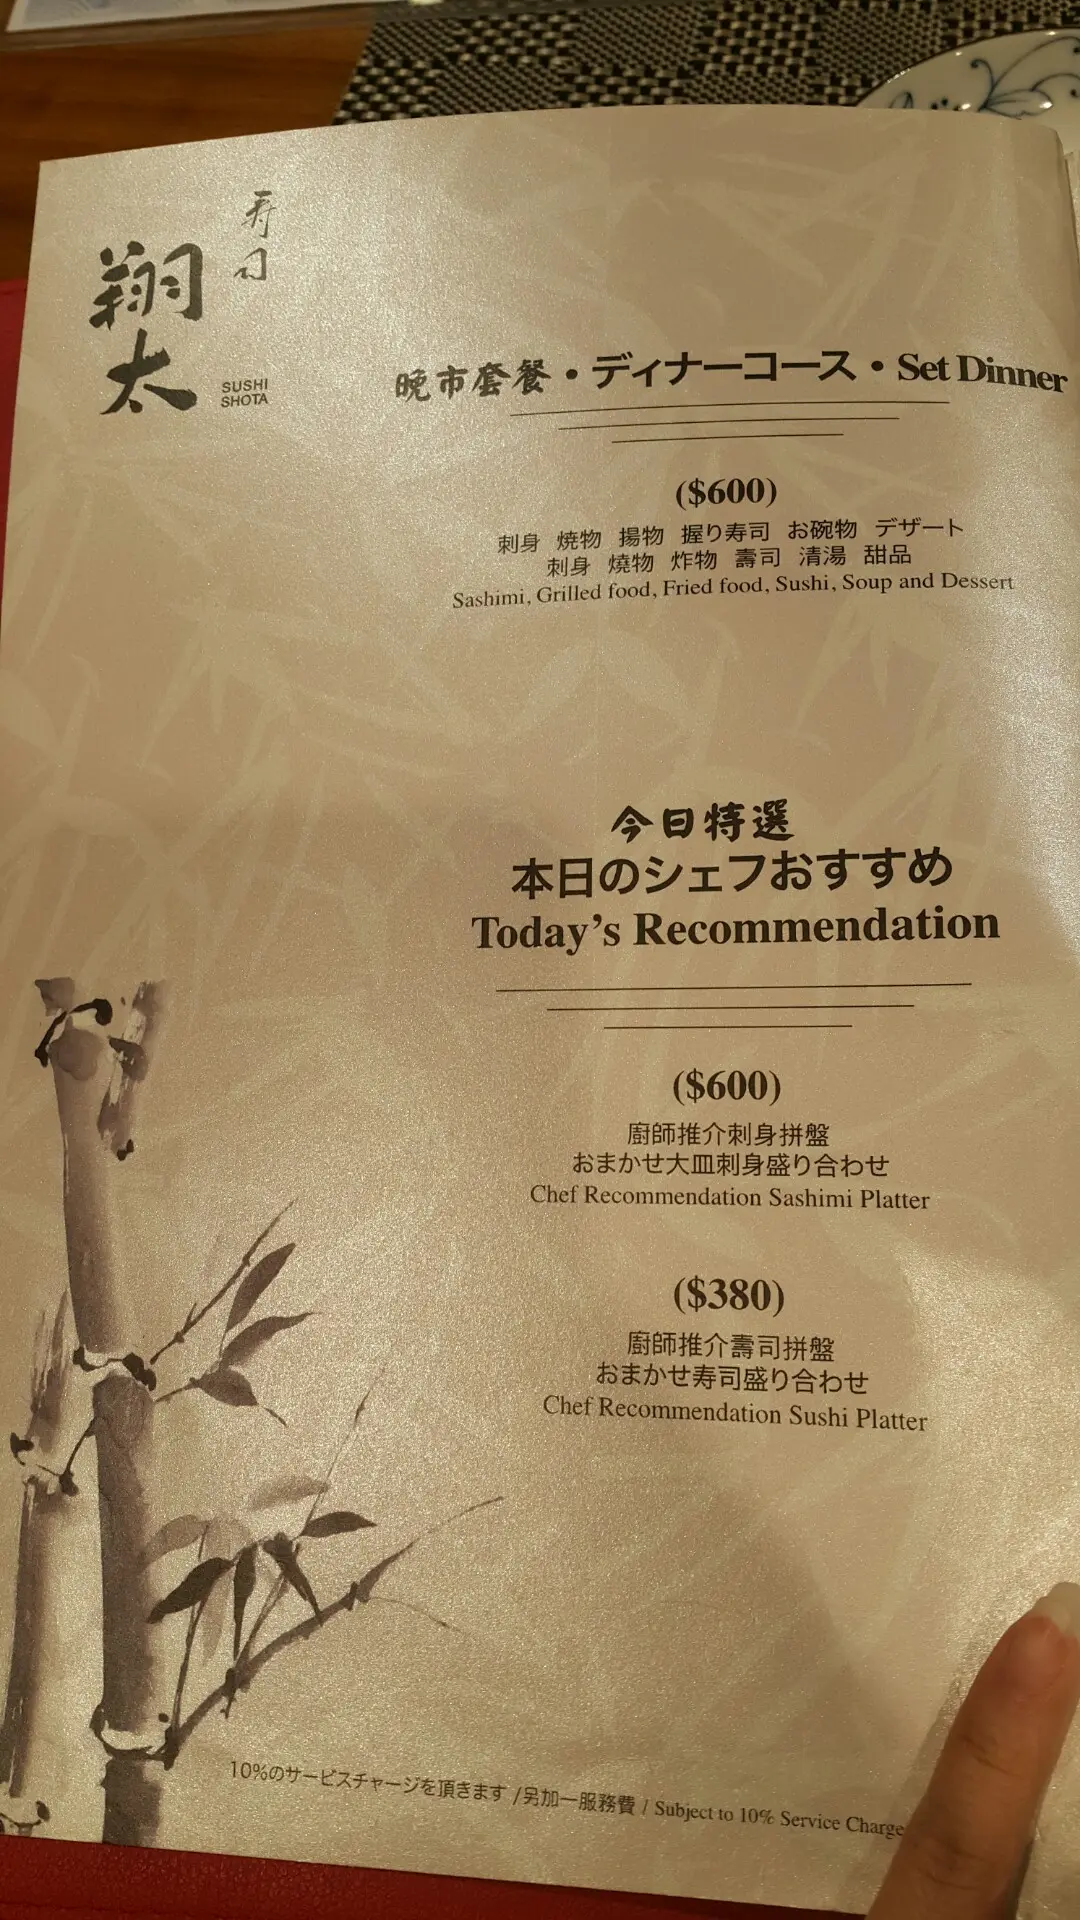 寿司
翔太
SUSHI
SHOTA
晚市套餐・ディナーコース・Set Dinner
($600)
刺身 焼物 揚物 握り寿司 お碗物 デザート
刺身 燒物 炸物 壽司 清湯 甜品
Sashimi, Grilled food, Fried food, Sushi, Soup and Dessert
今日特選
本日のシェフおすすめ
Today's Recommendation
($600)
廚師推介刺身拼盤
おまかせ大皿刺身盛り合わせ
Chef Recommendation Sashimi Platter
($380)
廚師推介壽司拼盤
おまかせ寿司盛り合わせ
Chef Recommendation Sushi Platter
10%のサービスチャージを頂きます /另加一服務費 / Subject to 10% Service Charge